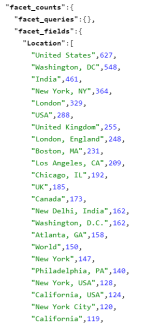 "facet_counts":{
"facet_queries":{},
"facet_fields":{
"Location":[
"United States",627,
"Washington, DC",548,
"India",461,
"New York, NY",364,
"London",329,
"USA",288,
"United Kingdom",255,
"London, England",248,
"Boston, MA",231,
"Los Angeles, CA",209,
"Chicago, IL",192,
"UK",185,
"Canada",173,
"New Delhi, India",162,
"Washington, D.C.",162,
"Atlanta, GA",158,
"World",150,
"New York",147,
"Philadelphia, PA",140,
"New York, USA",128,
"California, USA",124,
"New York City",120,
"California",119,